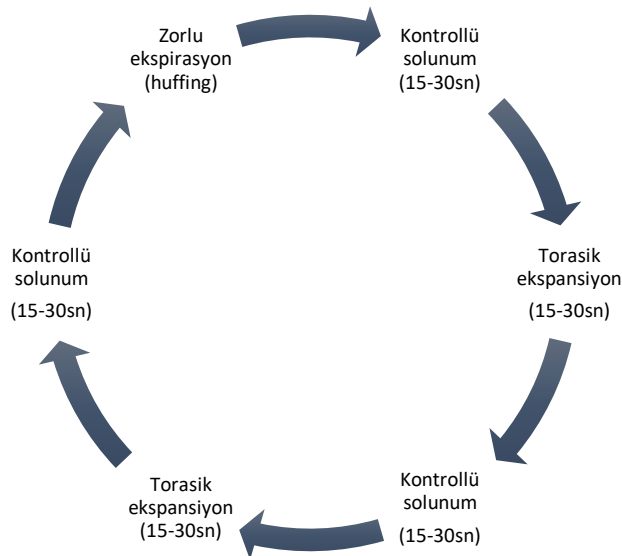 Zorlu
ekspirasyon
(huffing)
Kontrollü
solunum
(15-30sn)
Torasik
ekspansiyon
(15-30sn)
Kontrollü
solunum
(15-30sn)
Torasik
ekspansiyon
(15-30sn)
Kontrollü
solunum
(15-30sn)